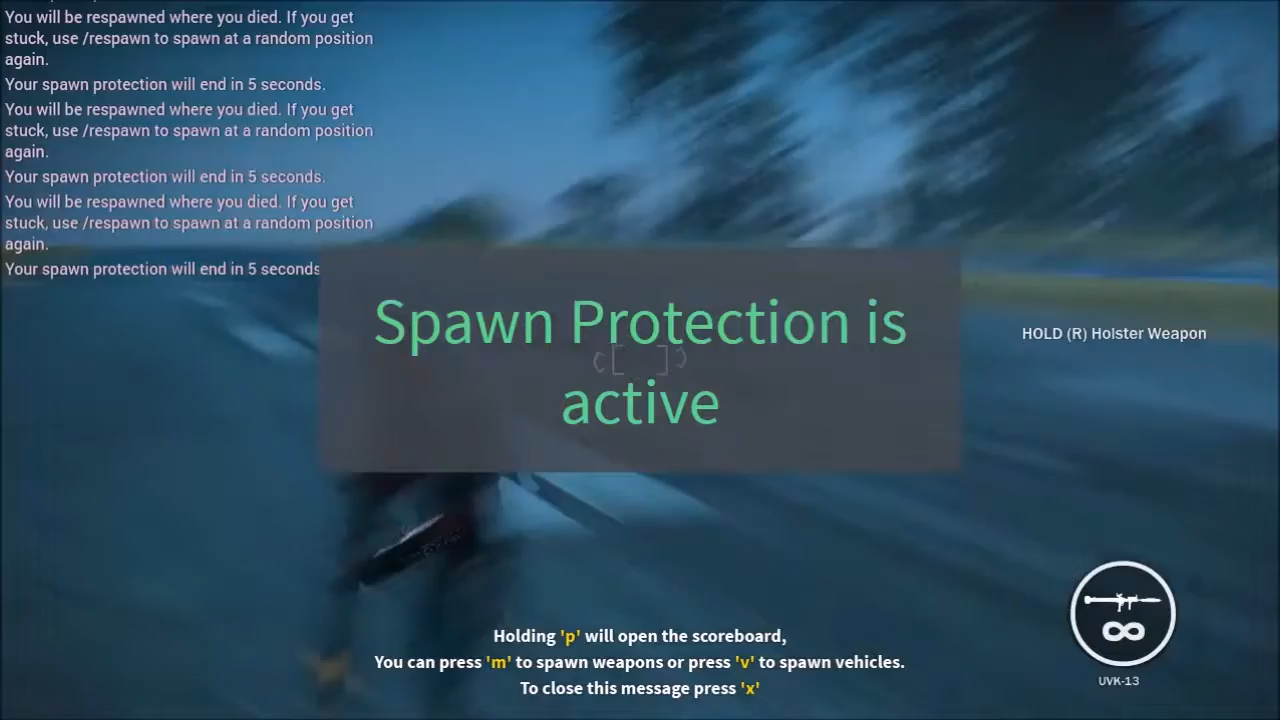 You will be respawned where you died. If you get
stuck, use /respawn to spawn at a random position
again.
Your spawn protection will end in 5 seconds.
You will be respawned where you died. If you get
stuck, use /respawn to spawn at a random position
again.
Your spawn protection will end in 5 seconds.
You will be respawned where you died. If you get
stuck, use /respawn to spawn at a random position
again.
Your spawn protection will end in 5 seconds
Spawn Protection is
active
HOLD (R) Holster Weapon
Holding 'p' will open the scoreboard,
You can press 'm' to spawn weapons or press 'v' to spawn vehicles.
To close this message press 'x'
∞
UVK-13